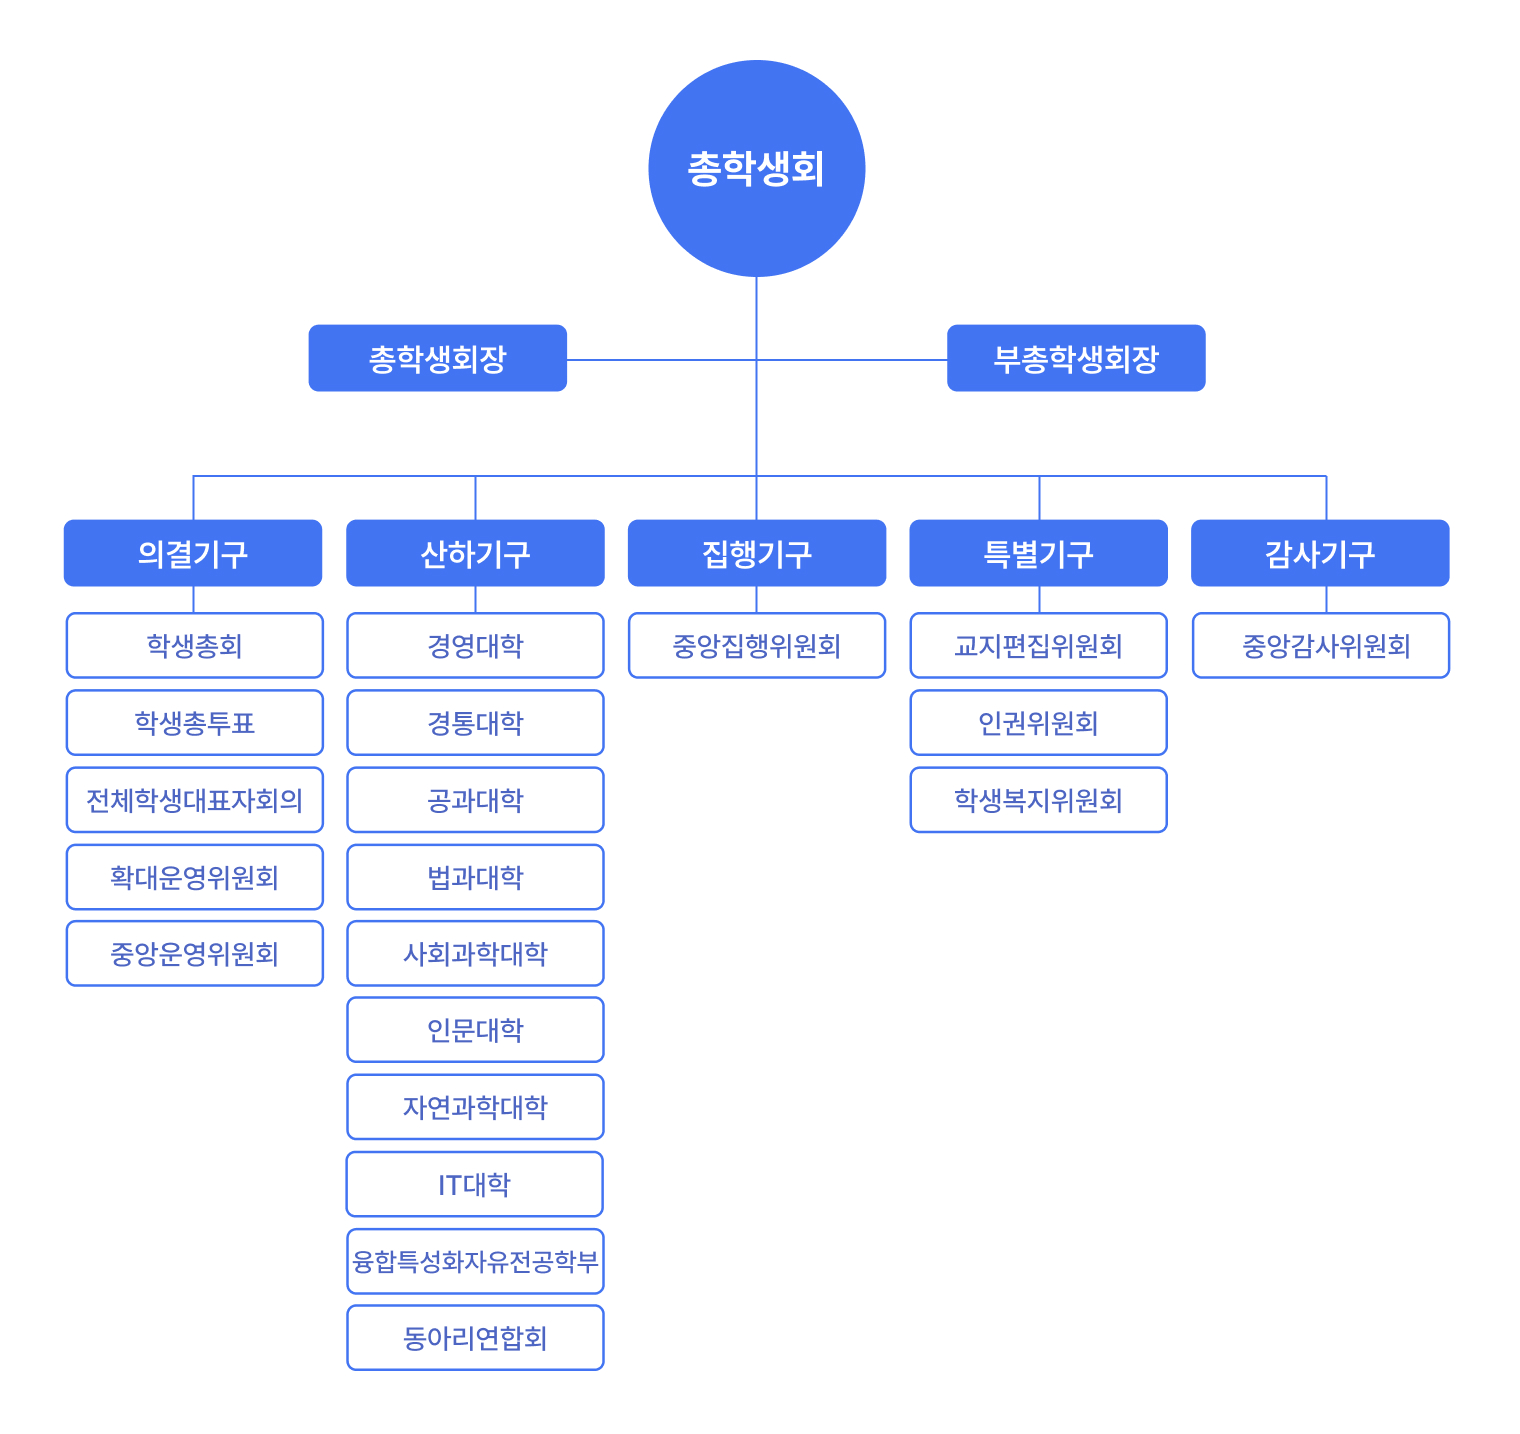 총학생회
총학생회장
부총학생회장
의결기구
산하기구
집행기구
특별기구
감사기구
학생총회
학생총투표
전체학생대표자회의
확대운영위원회
중앙운영위원회
경영대학
경통대학
공과대학
법과대학
사회과학대학
인문대학
자연과학대학
IT대학
융합특성화자유전공학부
동아리연합회
중앙집행위원회
교지편집위원회
인권위원회
학생복지위원회
중앙감사위원회